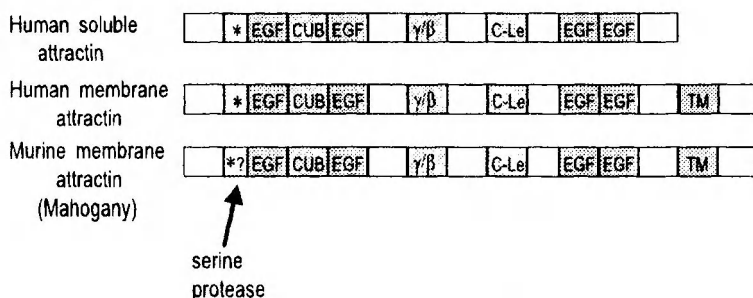 Human soluble attractin
* EGF CUB EGF γ/β C-Le EGF EGF
Human membrane attractin
* EGF CUB EGF γ/β C-Le EGF EGF TM
Murine membrane attractin (Mahogany)
*? EGF CUB EGF γ/β C-Le EGF EGF TM
serine
protease